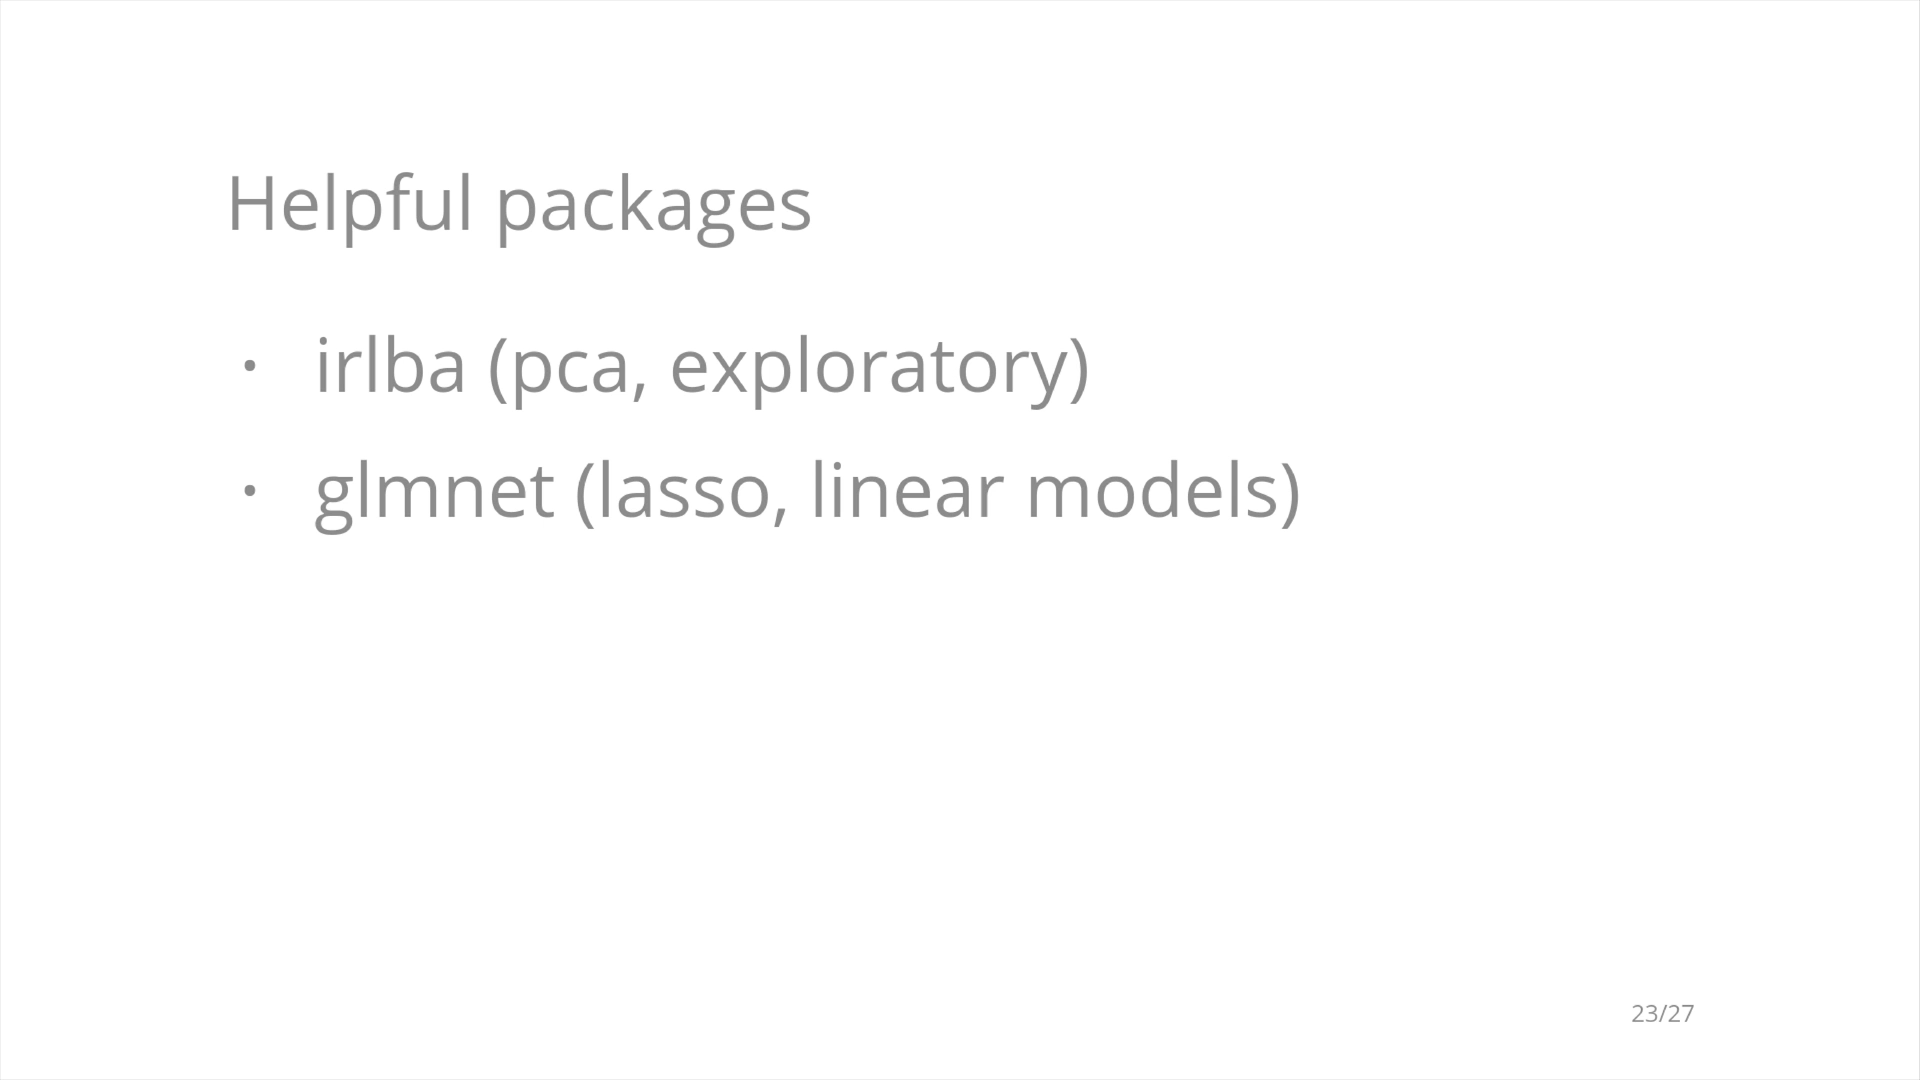 Helpful packages
· irlba (pca, exploratory)
· glmnet (lasso, linear models)
23/27